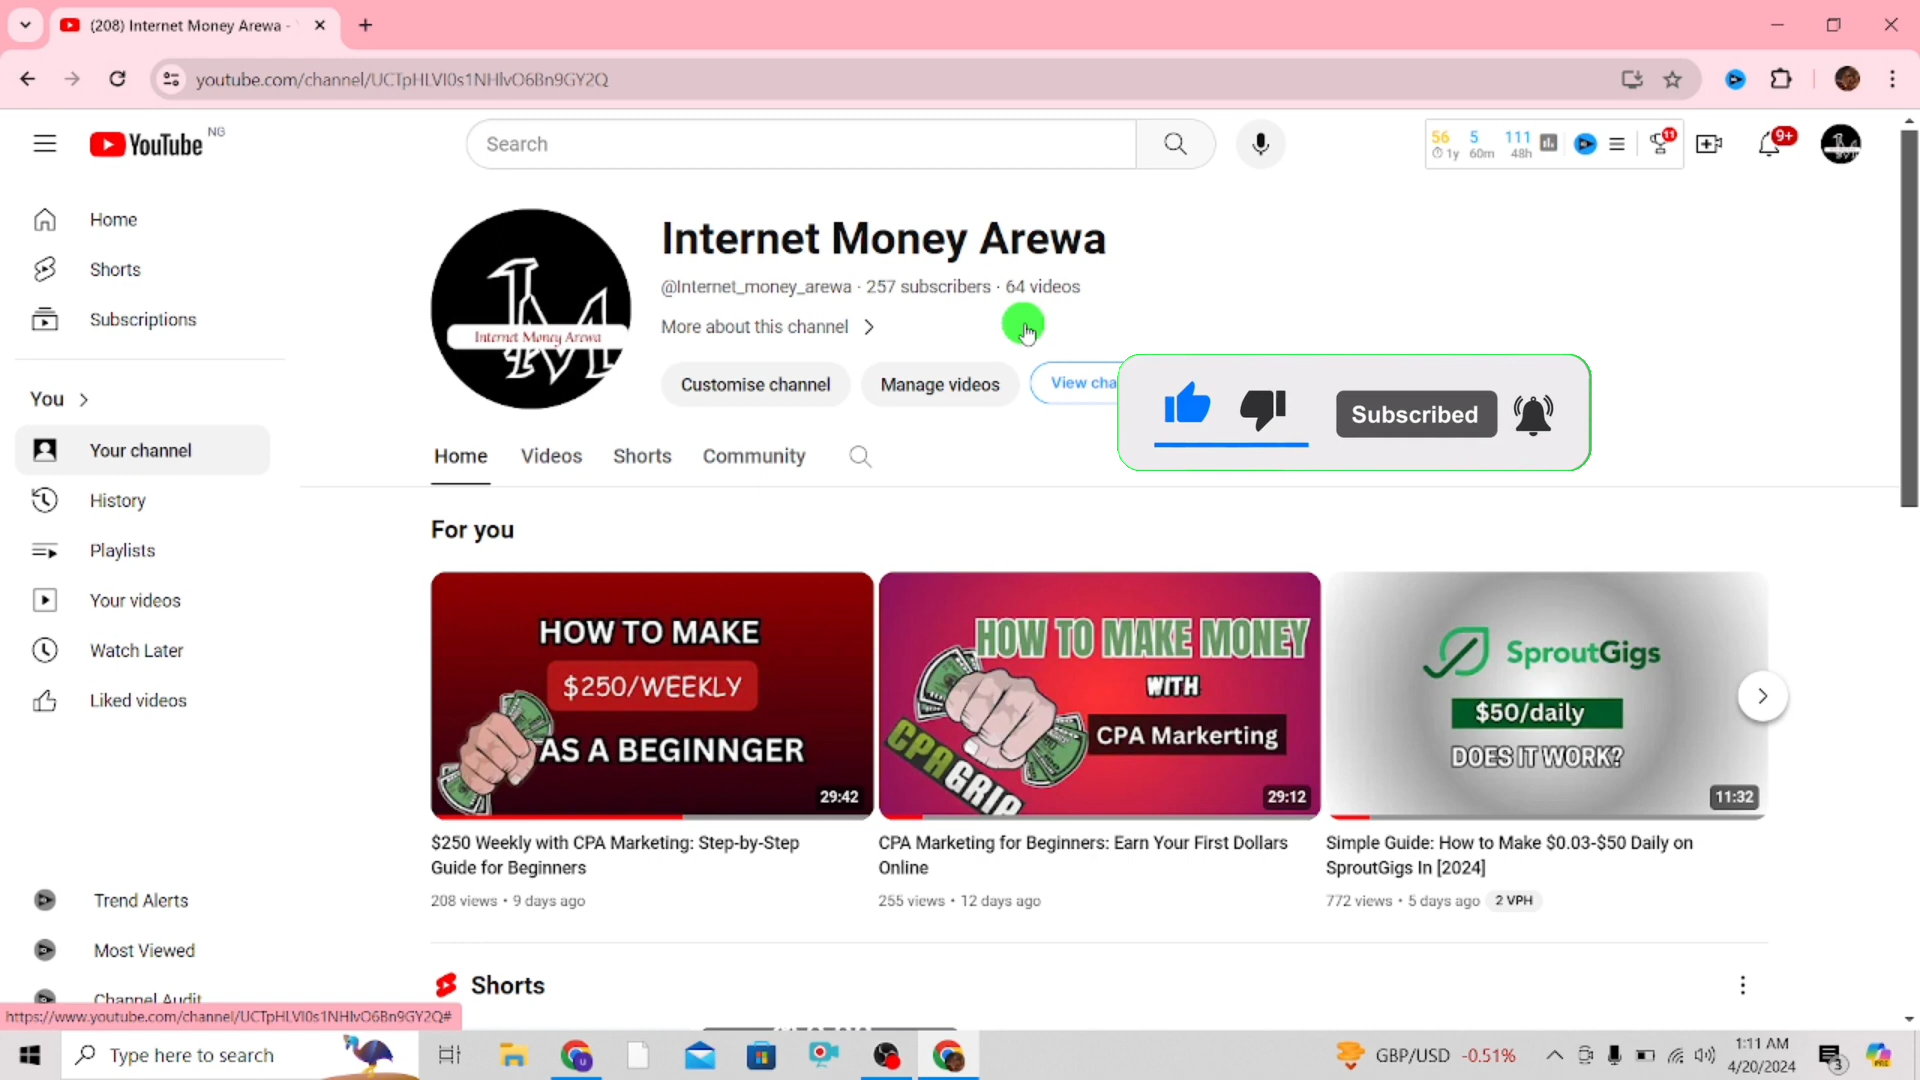 (208) Internet Money Arewa -
youtube.com/channel/UCTpHLVI0s1NHlvO6Bn9GY2Q
YouTube NG
Search
56 5 111
1y 60m 48h
11
9+
Home
Shorts
Subscriptions
You
Your channel
History
Playlists
Your videos
Watch Later
Liked videos
Trend Alerts
Most Viewed
Channel Audit
Internet Money Arewa
Internet Money Arewa
@Internet_money_arewa · 257 subscribers · 64 videos
More about this channel
Customise channel
Manage videos
View cha
Subscribed
Home
Videos
Shorts
Community
For you
HOW TO MAKE
$250/WEEKLY
AS A BEGINNGER
29:42
$250 Weekly with CPA Marketing: Step-by-Step
Guide for Beginners
208 views • 9 days ago
HOW TO MAKE MONEY
WITH
CPA Markerting
CPAGRIP
29:12
CPA Marketing for Beginners: Earn Your First Dollars
Online
255 views • 12 days ago
SproutGigs
$50/daily
DOES IT WORK?
11:32
Simple Guide: How to Make $0.03-$50 Daily on
SproutGigs In [2024]
772 views • 5 days ago 2 VPH
Shorts
https://www.youtube.com/channel/UCTpHLVI0s1NHlvO6Bn9GY2Q#
Type here to search
GBP/USD -0.51%
1:11 AM
4/20/2024
3